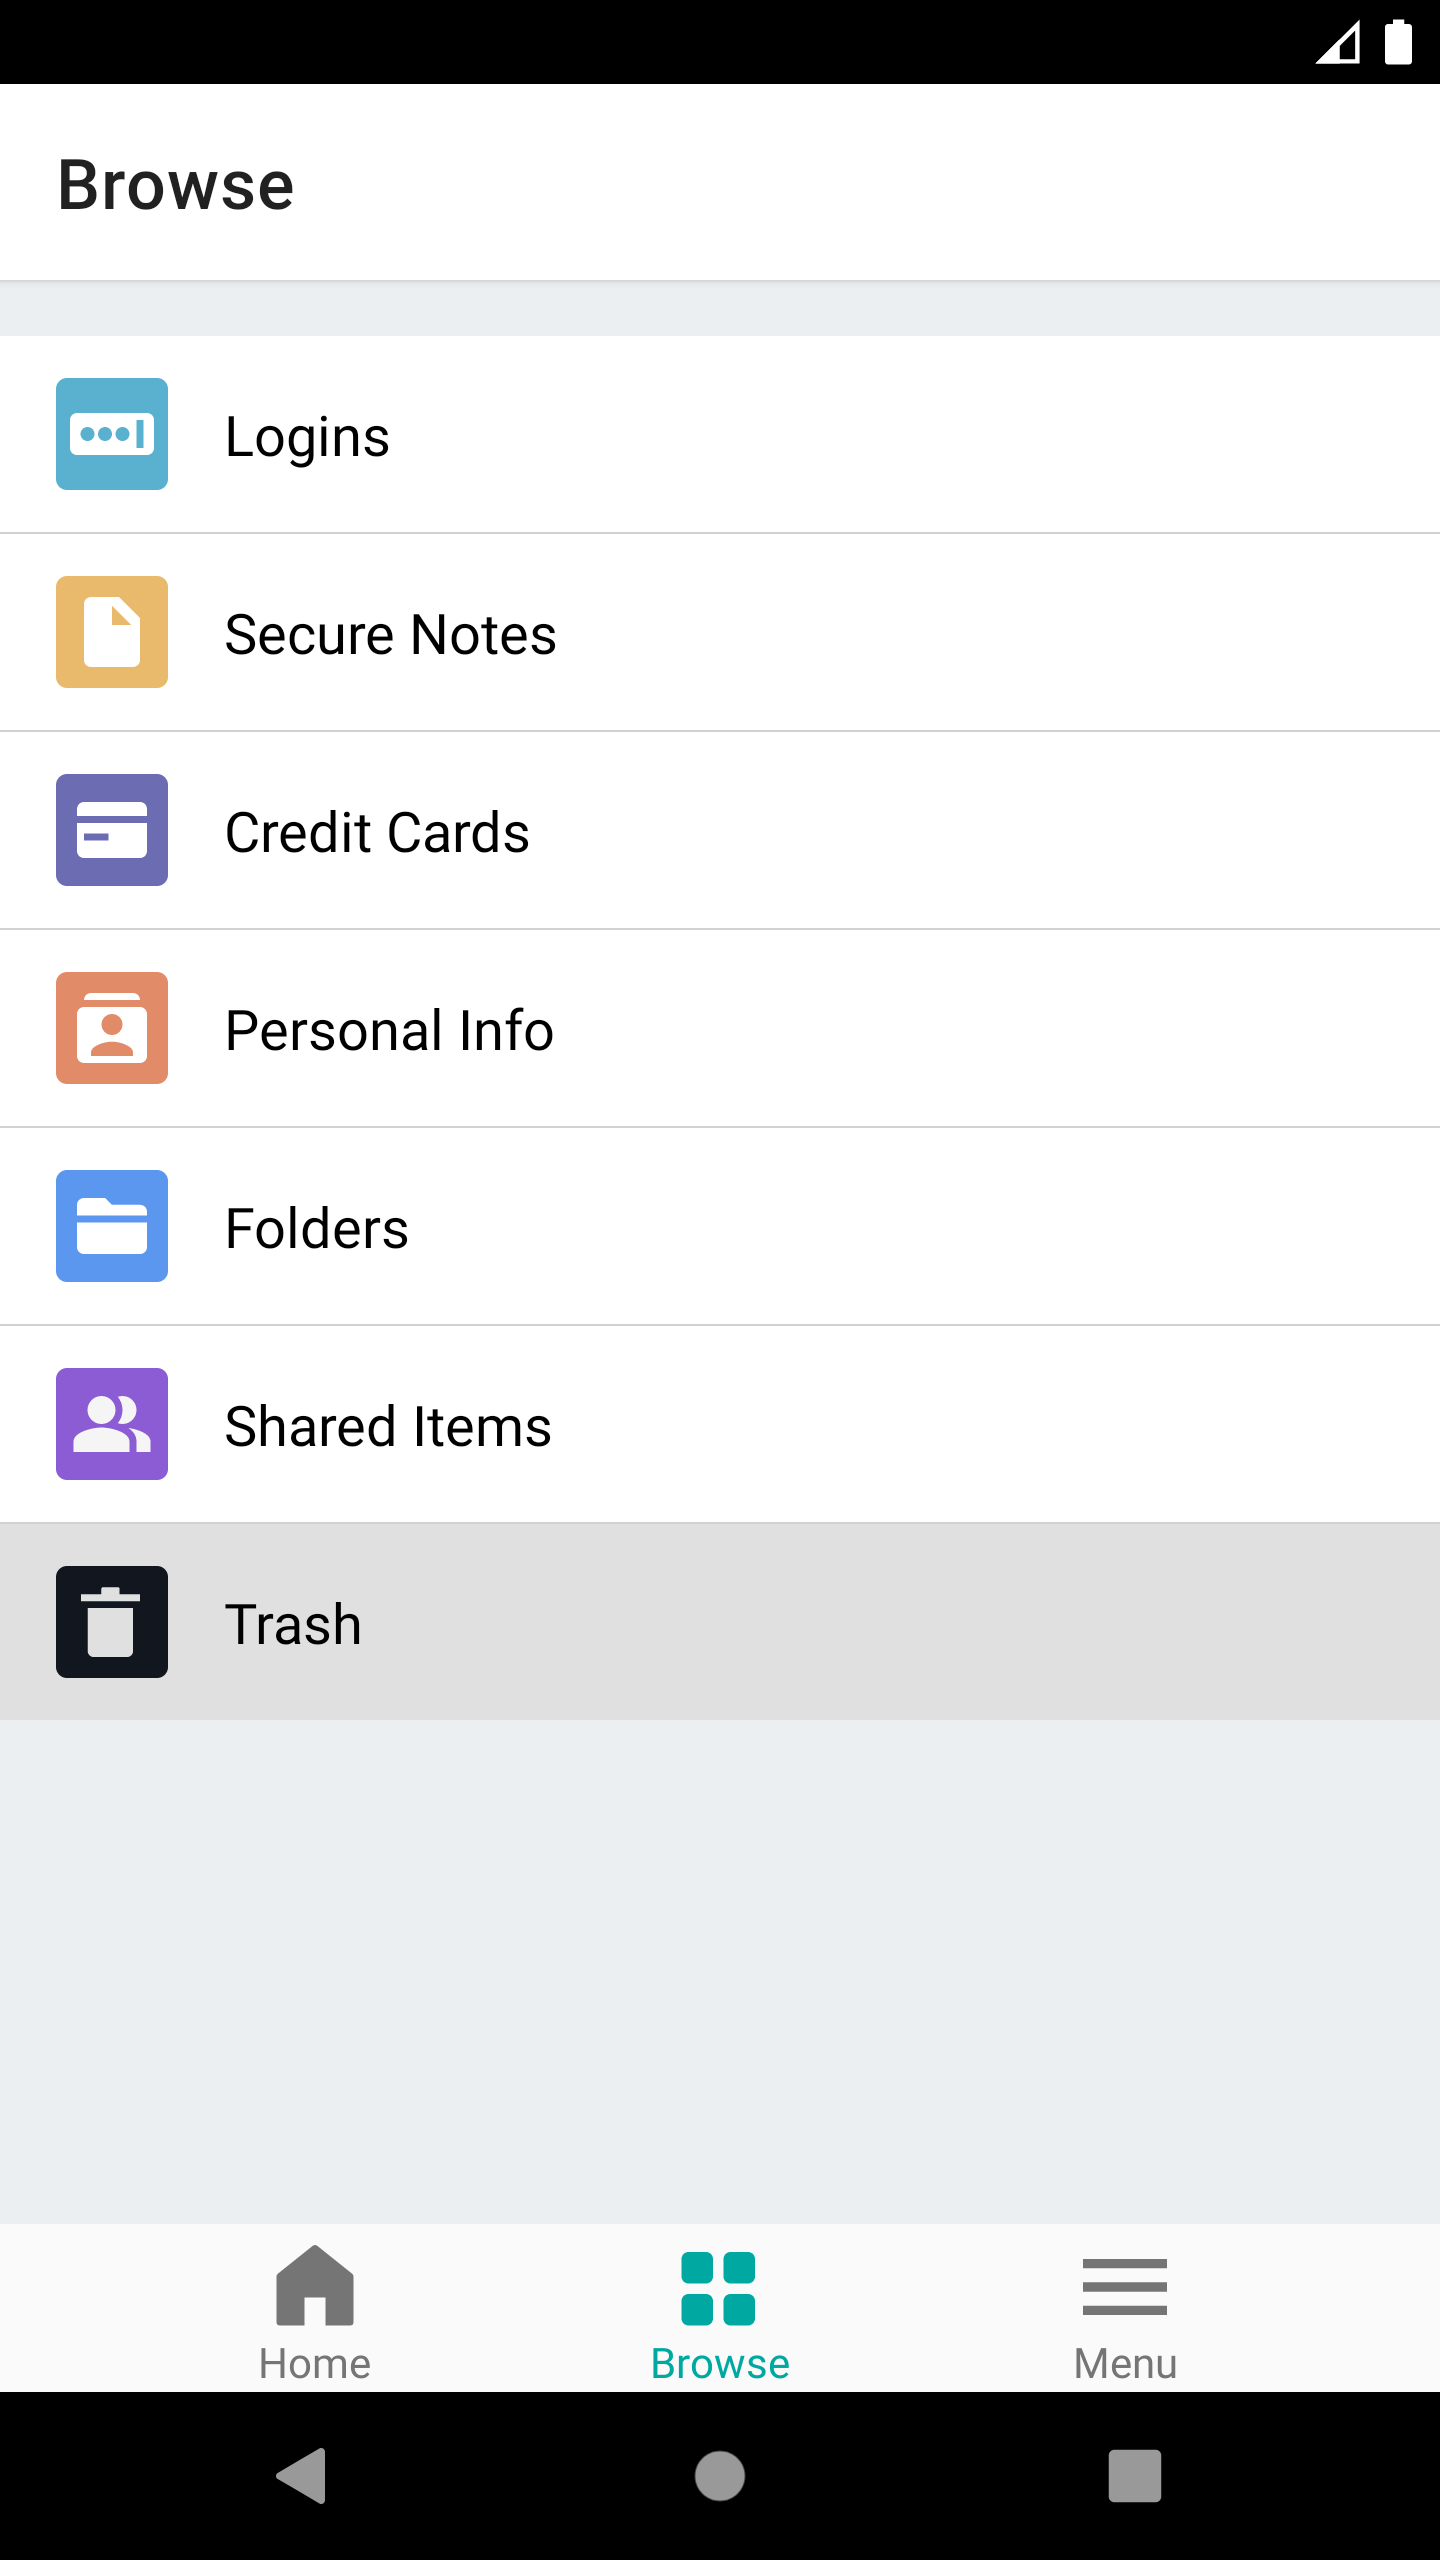 Browse
Logins
Secure Notes
Credit Cards
Personal Info
Folders
Shared Items
Trash
Home
Browse
Menu